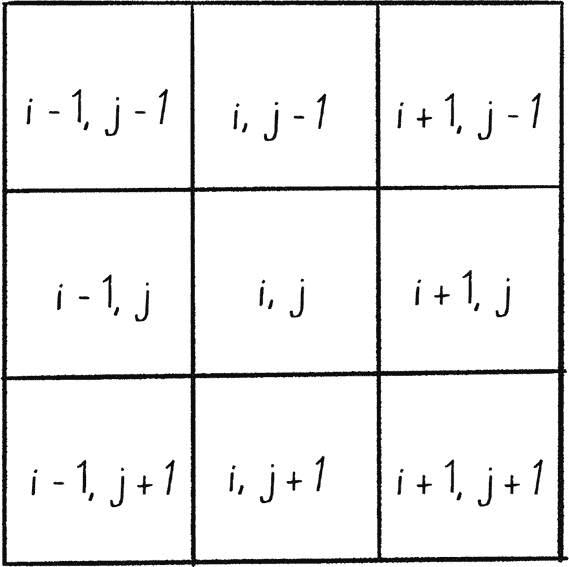 i - 1, j - 1
i, j - 1
i + 1, j - 1
i - 1, j
i, j
i + 1, j
i - 1, j + 1
i, j + 1
i + 1, j + 1